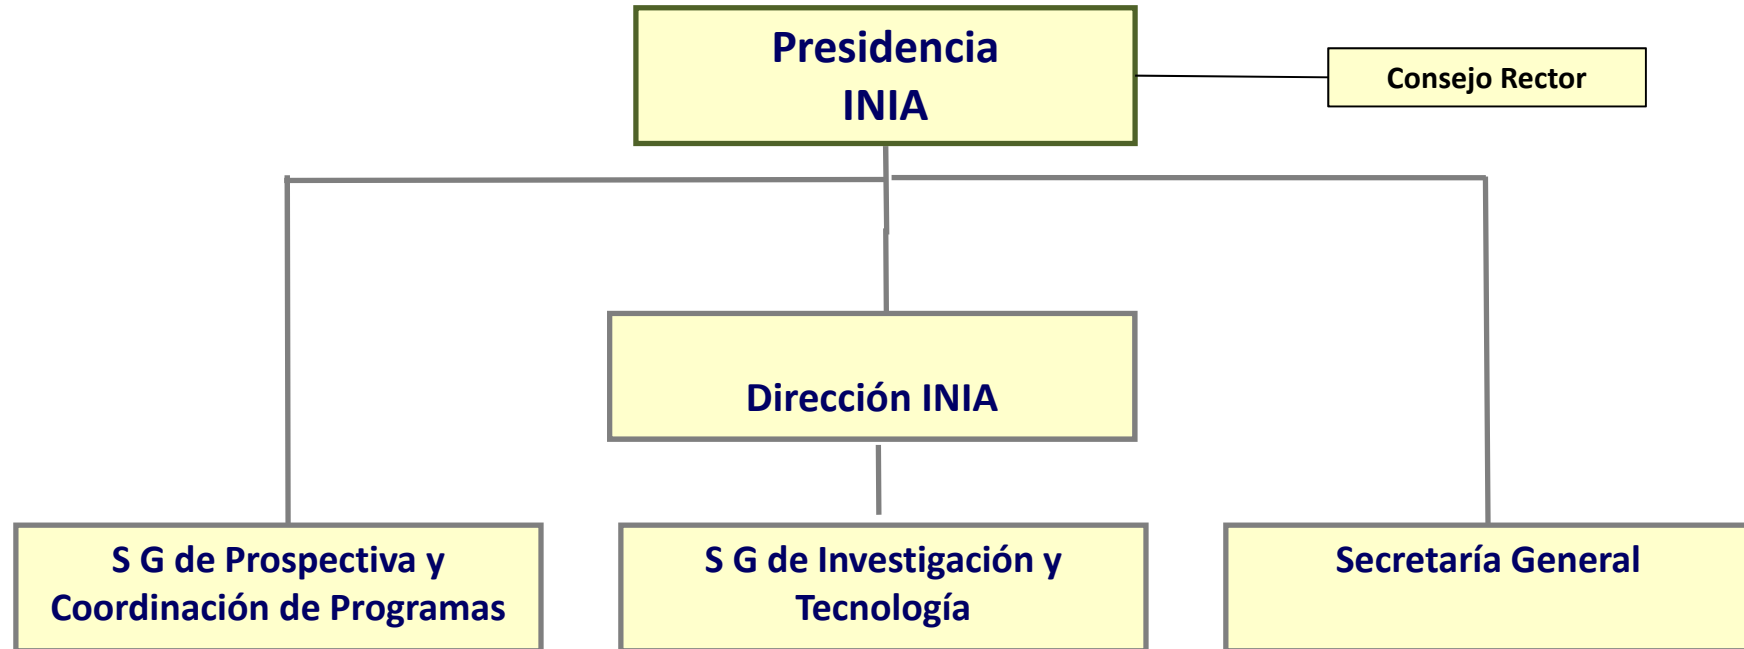 Presidencia
INIA
Consejo Rector
Dirección INIA
S G de Prospectiva y
Coordinación de Programas
S G de Investigación y
Tecnología
Secretaría General